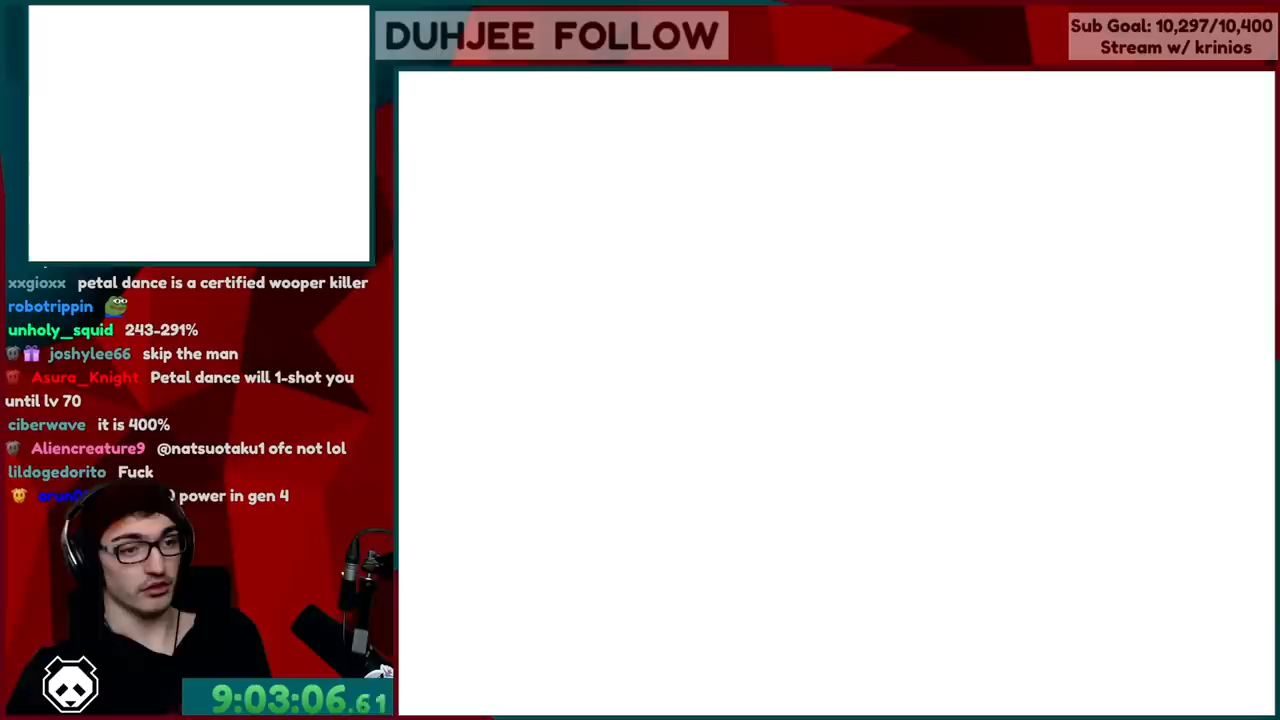 DUHJEE FOLLOW
Sub Goal: 10,297/10,400
Stream w/ krinios
xxgioxx petal dance is a certified wooper killer
robotrippin
unholy_squid 243-291%
joshylee66 skip the man
Asura_Knight Petal dance will 1-shot you
until lv 70
ciberwave it is 400%
Aliencreature9 @natsuotaku1 ofc not lol
lildogedorito Fuck
power in gen 4
9:03:06.61